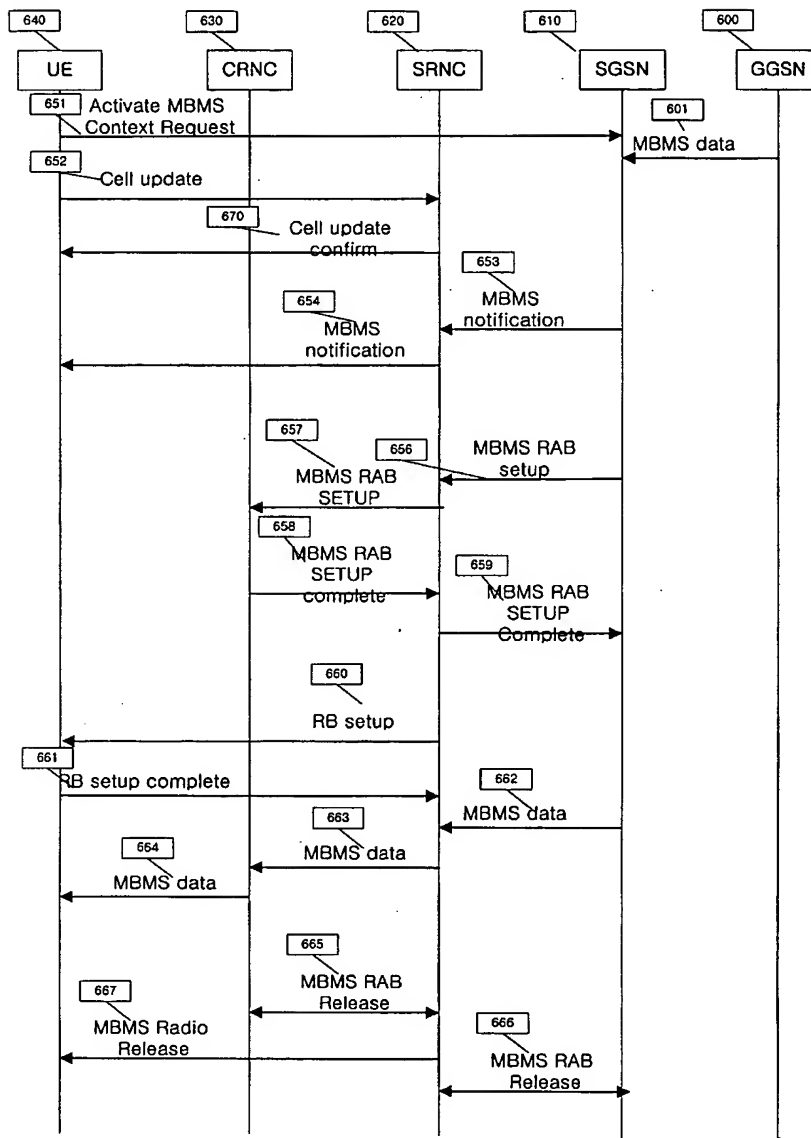 640
630
620
610
600
UE
CRNC
SRNC
SGSN
GGSN
651
Activate MBMS
Context Request
601
MBMS data
652
Cell update
670
Cell update
confirm
653
MBMS
notification
654
MBMS
notification
656
MBMS RAB
setup
657
MBMS RAB
SETUP
658
MBMS RAB
SETUP
complete
659
MBMS RAB
SETUP
Complete
660
RB setup
661
RB setup complete
662
MBMS data
663
MBMS data
664
MBMS data
665
MBMS RAB
Release
667
MBMS Radio
Release
666
MBMS RAB
Release